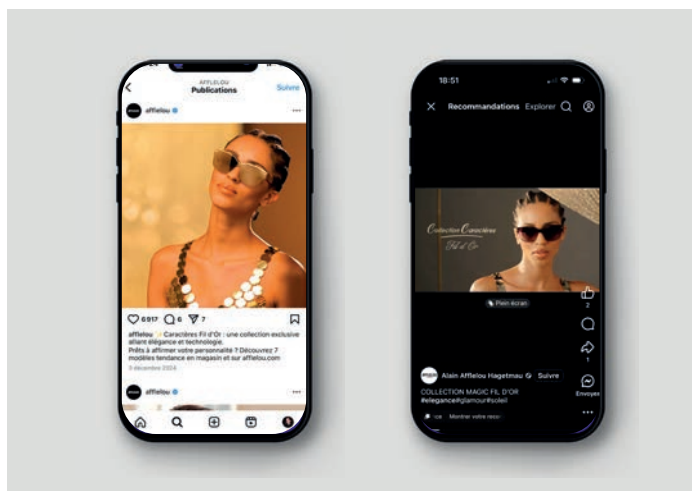 AFFLELOU
Publications
Suivre
afflelou
6 917
6
7
afflelou ✨ Caractères Fil d'Or : une collection exclusive
alliant élégance et technologie.
Prêts à affirmer votre personnalité ? Découvrez 7
modèles tendance en magasin et sur afflelou.com
3 décembre 2024
afflelou
18:51
Recommandations Explorer
Collection Caractères
Fil d'Or
Plein écran
2
1
Alain Afflelou Hagetmau
Suivre
Envoyer
COLLECTION MAGIC FIL D'OR
#elegance#glamour#soleil
Montrer votre